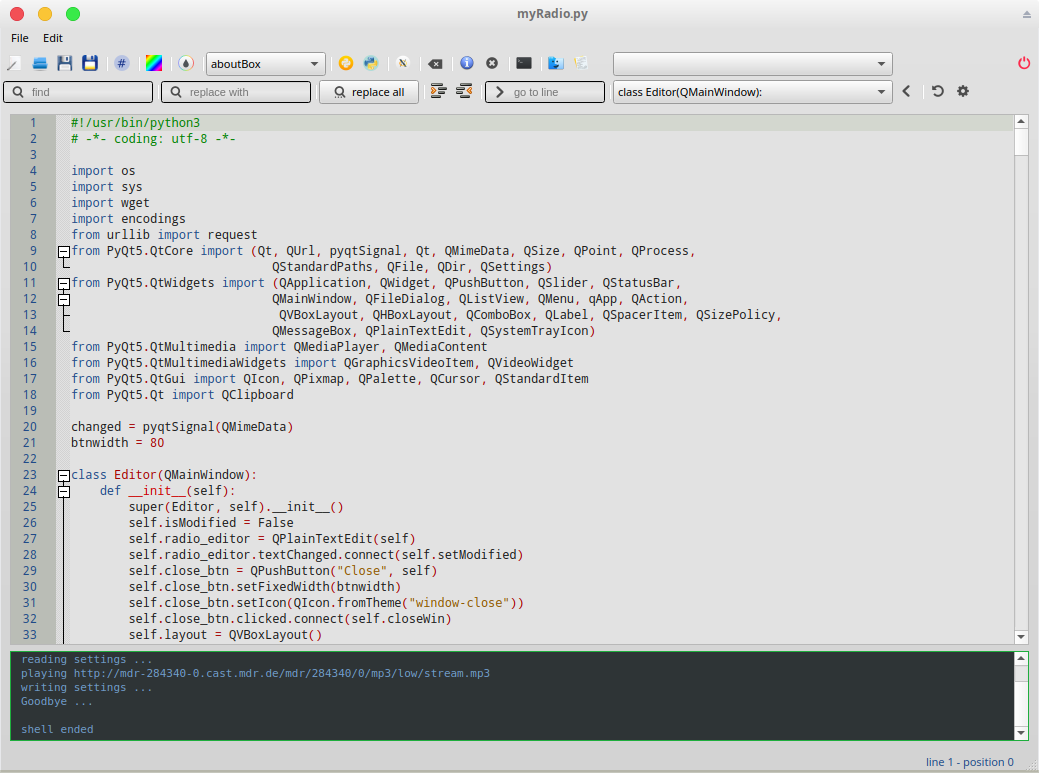 myRadio.py
File Edit
# aboutBox N
find replace with replace all go to line class Editor(QMainWindow):
1 #!/usr/bin/python3
2 # -*- coding: utf-8 -*-
3
4 import os
5 import sys
6 import wget
7 import encodings
8 from urllib import request
9 from PyQt5.QtCore import (Qt, QUrl, pyqtSignal, Qt, QMimeData, QSize, QPoint, QProcess,
10 QStandardPaths, QFile, QDir, QSettings)
11 from PyQt5.QtWidgets import (QApplication, QWidget, QPushButton, QSlider, QStatusBar,
12 QMainWindow, QFileDialog, QListView, QMenu, qApp, QAction,
13 QVBoxLayout, QHBoxLayout, QComboBox, QLabel, QSpacerItem, QSizePolicy,
14 QMessageBox, QPlainTextEdit, QSystemTrayIcon)
15 from PyQt5.QtMultimedia import QMediaPlayer, QMediaContent
16 from PyQt5.QtMultimediaWidgets import QGraphicsVideoItem, QVideoWidget
17 from PyQt5.QtGui import QIcon, QPixmap, QPalette, QCursor, QStandardItem
18 from PyQt5.Qt import QClipboard
19
20 changed = pyqtSignal(QMimeData)
21 btnwidth = 80
22
23 class Editor(QMainWindow):
24 def __init__(self):
25 super(Editor, self).__init__()
26 self.isModified = False
27 self.radio_editor = QPlainTextEdit(self)
28 self.radio_editor.textChanged.connect(self.setModified)
29 self.close_btn = QPushButton("Close", self)
30 self.close_btn.setFixedWidth(btnwidth)
31 self.close_btn.setIcon(QIcon.fromTheme("window-close"))
32 self.close_btn.clicked.connect(self.closeWin)
33 self.layout = QVBoxLayout()
reading settings ...
playing http://mdr-284340-0.cast.mdr.de/mdr/284340/0/mp3/low/stream.mp3
writing settings ...
Goodbye ...
shell ended
line 1 - position 0